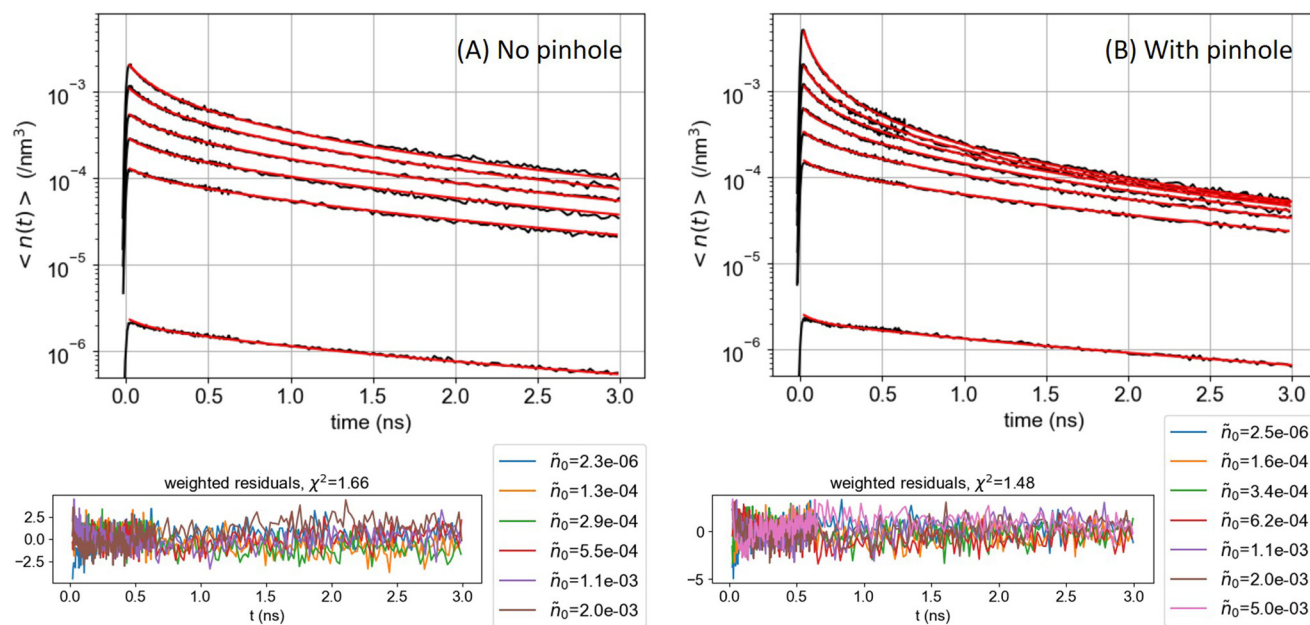 (A) No pinhole
< n(t) > (/nm³)
10⁻³
10⁻⁴
10⁻⁵
10⁻⁶
0.0 0.5 1.0 1.5 2.0 2.5 3.0
time (ns)
weighted residuals, χ²=1.66
2.5
0.0
−2.5
0.0 0.5 1.0 1.5 2.0 2.5 3.0
t (ns)
ñ₀=2.3e-06
ñ₀=1.3e-04
ñ₀=2.9e-04
ñ₀=5.5e-04
ñ₀=1.1e-03
ñ₀=2.0e-03
(B) With pinhole
< n(t) > (/nm³)
10⁻³
10⁻⁴
10⁻⁵
10⁻⁶
0.0 0.5 1.0 1.5 2.0 2.5 3.0
time (ns)
weighted residuals, χ²=1.48
0
−5
0.0 0.5 1.0 1.5 2.0 2.5 3.0
t (ns)
ñ₀=2.5e-06
ñ₀=1.6e-04
ñ₀=3.4e-04
ñ₀=6.2e-04
ñ₀=1.1e-03
ñ₀=2.0e-03
ñ₀=5.0e-03